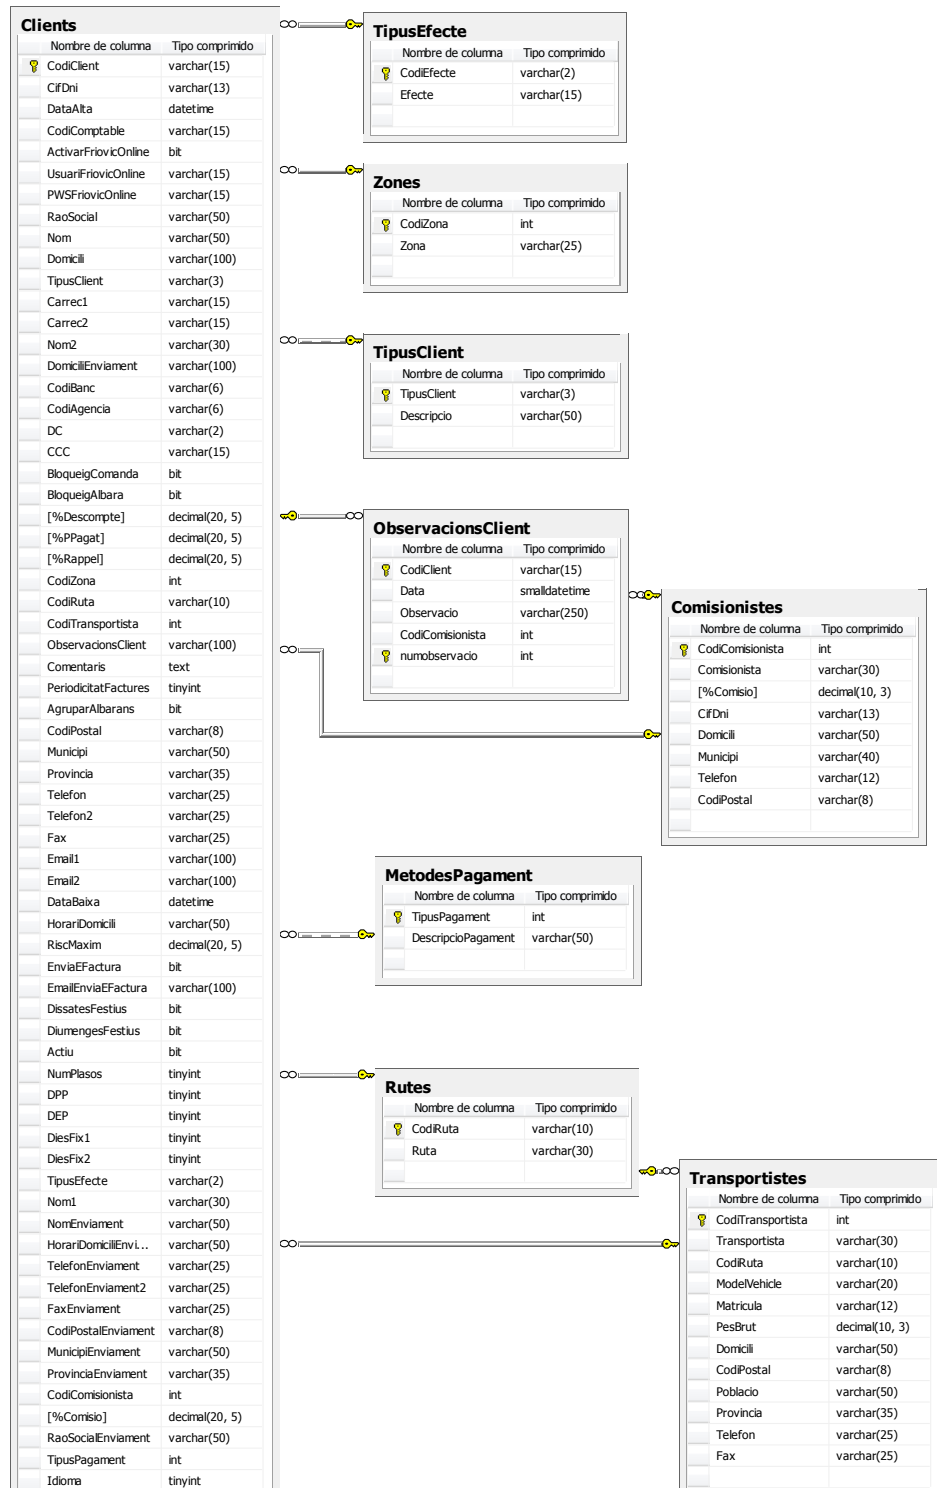 Clients
Nombre de columna Tipo comprimido
CodiClient varchar(15)
CifDni varchar(13)
DataAlta datetime
CodiComptable varchar(15)
ActivarFriovicOnline bit
UsuariFriovicOnline varchar(15)
PWSFriovicOnline varchar(15)
RaoSocial varchar(50)
Nom varchar(50)
Domicili varchar(100)
TipusClient varchar(3)
Carrec1 varchar(15)
Carrec2 varchar(15)
Nom2 varchar(30)
DomiciliEnviament varchar(100)
CodiBanc varchar(6)
CodiAgencia varchar(6)
DC varchar(2)
CCC varchar(15)
BloqueigComanda bit
BloqueigAlbara bit
[%Descompte] decimal(20, 5)
[%PPagat] decimal(20, 5)
[%Rappel] decimal(20, 5)
CodiZona int
CodiRuta varchar(10)
CodiTransportista int
ObservacionsClient varchar(100)
Comentaris text
PeriodicitatFactures tinyint
AgruparAlbarans bit
CodiPostal varchar(8)
Municipi varchar(50)
Provincia varchar(35)
Telefon varchar(25)
Telefon2 varchar(25)
Fax varchar(25)
Email1 varchar(100)
Email2 varchar(100)
DataBaixa datetime
HorariDomicili varchar(50)
RiscMaxim decimal(20, 5)
EnviaEFactura bit
EmailEnviaEFactura varchar(100)
DissatesFestius bit
DiumengesFestius bit
Actiu bit
NumPlasos tinyint
DPP tinyint
DEP tinyint
DiesFix1 tinyint
DiesFix2 tinyint
TipusEfecte varchar(2)
Nom1 varchar(30)
NomEnviament varchar(50)
HorariDomiciliEnvi... varchar(50)
TelefonEnviament varchar(25)
TelefonEnviament2 varchar(25)
FaxEnviament varchar(25)
CodiPostalEnviament varchar(8)
MunicipiEnviament varchar(50)
ProvinciaEnviament varchar(35)
CodiComisionista int
[%Comisio] decimal(20, 5)
RaoSocialEnviament varchar(50)
TipusPagament int
Idioma tinyint
TipusEfecte
Nombre de columna Tipo comprimido
CodiEfecte varchar(2)
Efecte varchar(15)
Zones
Nombre de columna Tipo comprimido
CodiZona int
Zona varchar(25)
TipusClient
Nombre de columna Tipo comprimido
TipusClient varchar(3)
Descripcio varchar(50)
ObservacionsClient
Nombre de columna Tipo comprimido
CodiClient varchar(15)
Data smalldatetime
Observacio varchar(250)
CodiComisionista int
numobservacio int
Comisionistes
Nombre de columna Tipo comprimido
CodiComisionista int
Comisionista varchar(30)
[%Comisio] decimal(10, 3)
CifDni varchar(13)
Domicili varchar(50)
Municipi varchar(40)
Telefon varchar(12)
CodiPostal varchar(8)
MetodesPagament
Nombre de columna Tipo comprimido
TipusPagament int
DescripcioPagament varchar(50)
Rutes
Nombre de columna Tipo comprimido
CodiRuta varchar(10)
Ruta varchar(30)
Transportistes
Nombre de columna Tipo comprimido
CodiTransportista int
Transportista varchar(30)
CodiRuta varchar(10)
ModelVehicle varchar(20)
Matricula varchar(12)
PesBrut decimal(10, 3)
Domicili varchar(50)
CodiPostal varchar(8)
Poblacio varchar(50)
Provincia varchar(35)
Telefon varchar(25)
Fax varchar(25)